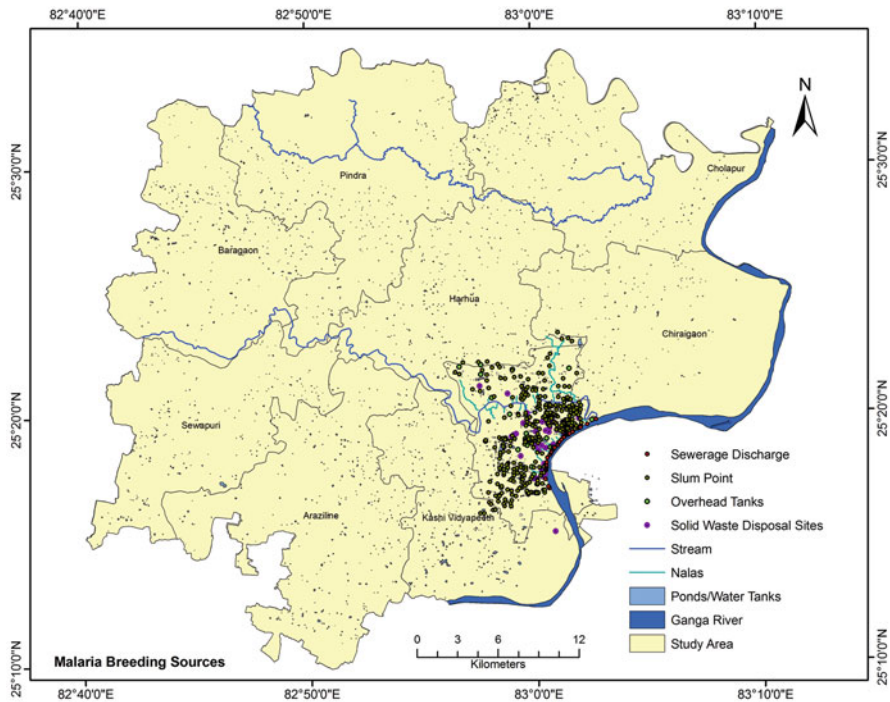 82°40'0"E 82°50'0"E 83°0'0"E 83°10'0"E
N
25°30'0"N 25°30'0"N
Cholapur
Pindra
Baragaon
Harhua
Chiraigaon
25°20'0"N 25°20'0"N
Sewapuri
Sewerage Discharge
Slum Point
Overhead Tanks
Araziline
Kashi Vidyapeeth
Solid Waste Disposal Sites
Stream
Nalas
Ponds/Water Tanks
Ganga River
Study Area
0 3 6 12
Kilometers
Malaria Breeding Sources
25°10'0"N 25°10'0"N
82°40'0"E 82°50'0"E 83°0'0"E 83°10'0"E